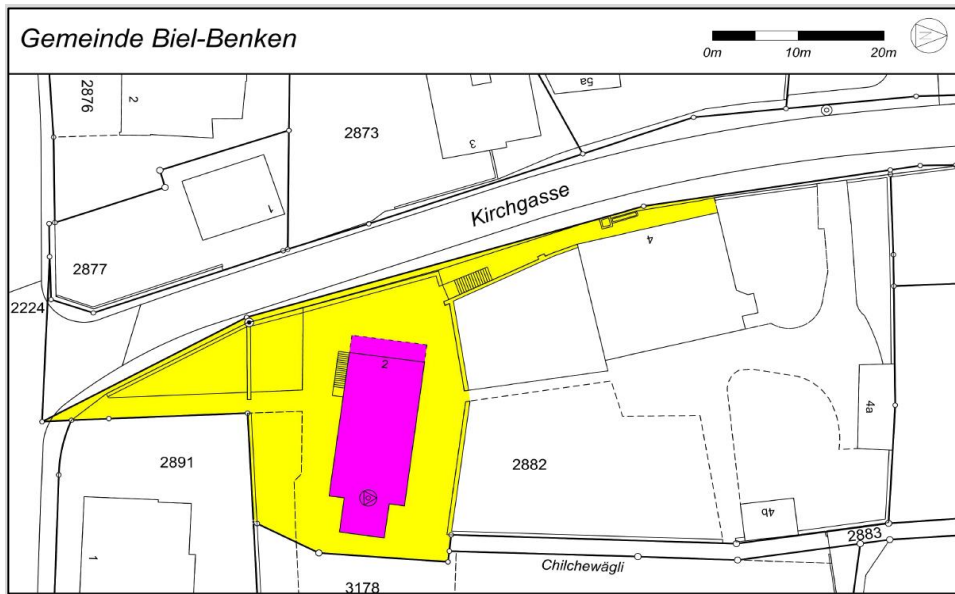 Gemeinde Biel-Benken
0m 10m 20m
N
2876
2
5a
2873
3
1
Kirchgasse
2877
4
2224
2
4a
2891
2882
4b
1
2883
Chilchewägli
3178